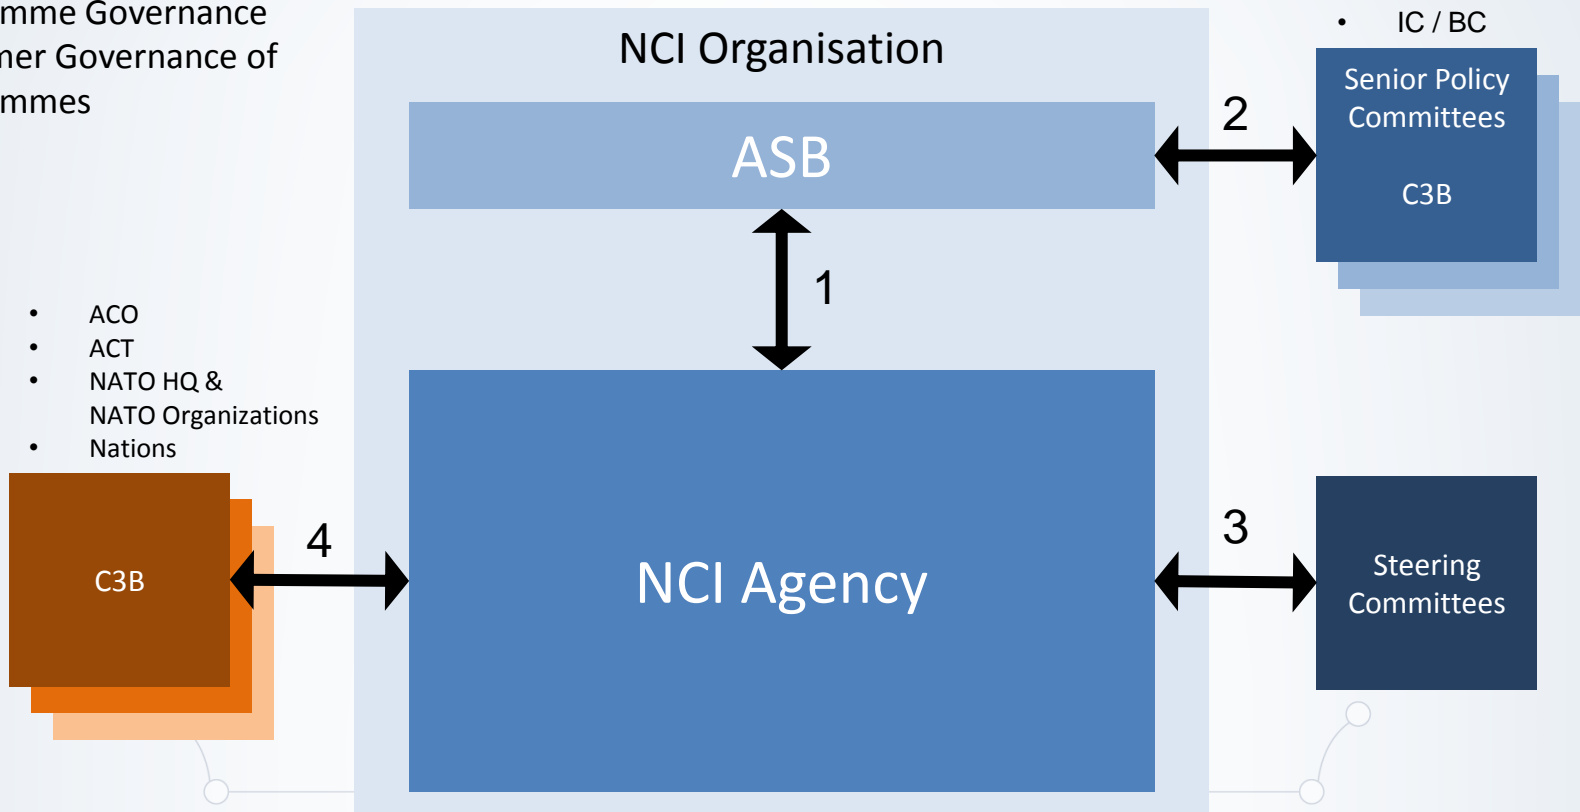 mme Governance
mer Governance of
mmes
NCI Organisation
• IC / BC
Senior Policy
Committees
C3B
ASB
2
1
• ACO
• ACT
• NATO HQ &
NATO Organizations
• Nations
C3B
4
NCI Agency
3
Steering
Committees